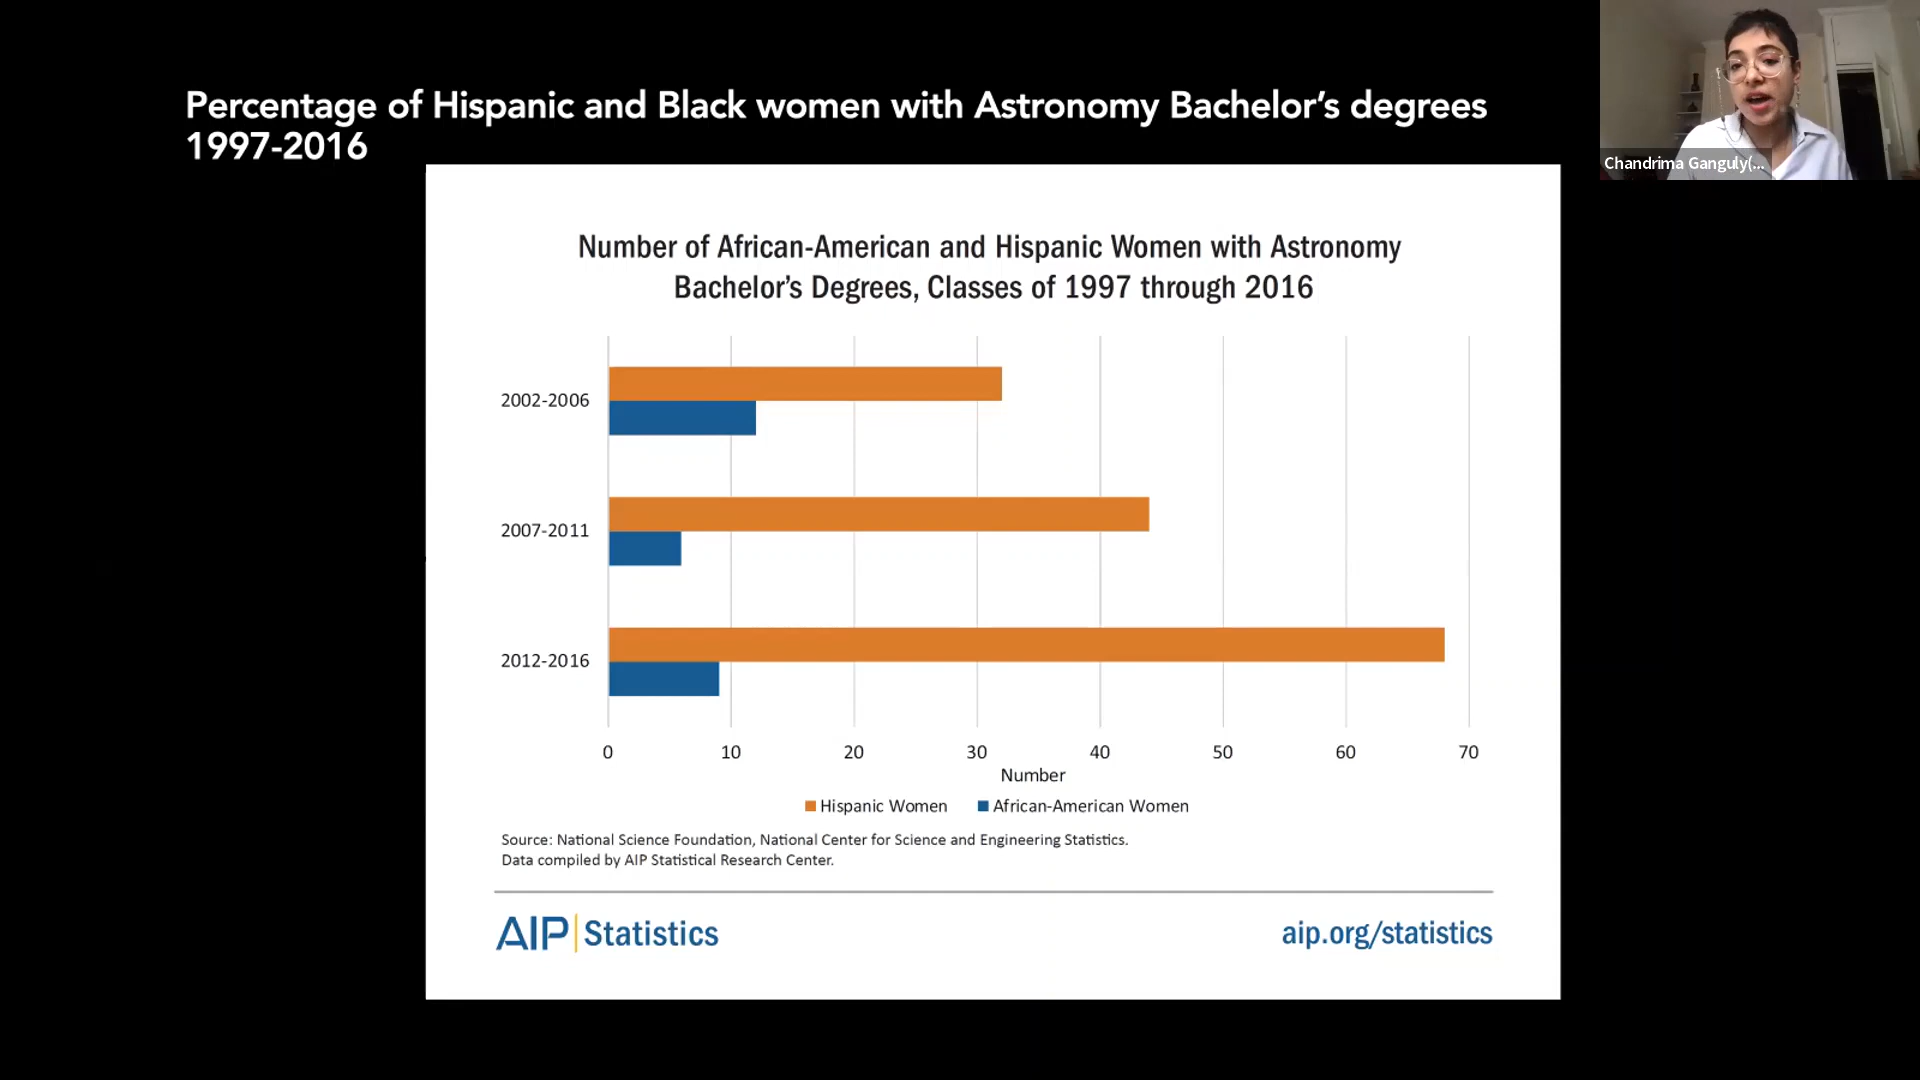 Percentage of Hispanic and Black women with Astronomy Bachelor's degrees
1997-2016
Chandrima Ganguly(...
Number of African-American and Hispanic Women with Astronomy
Bachelor's Degrees, Classes of 1997 through 2016
2002-2006
2007-2011
2012-2016
0 10 20 30 40 50 60 70
Number
Hispanic Women African-American Women
Source: National Science Foundation, National Center for Science and Engineering Statistics.
Data compiled by AIP Statistical Research Center.
AIP Statistics aip.org/statistics